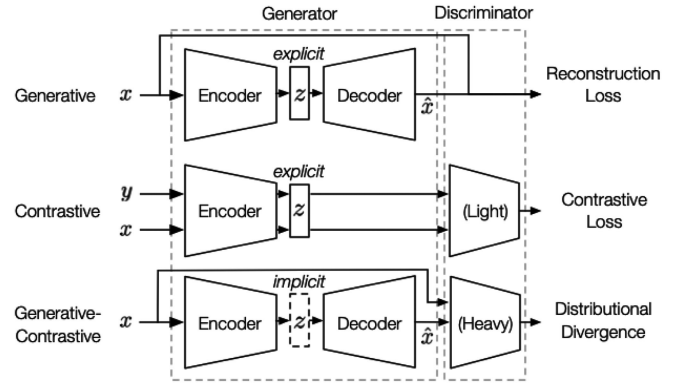 Generator Discriminator
Generative x Encoder explicit z Decoder x̂ Reconstruction
Loss
Contrastive y x Encoder explicit z (Light) Contrastive
Loss
Generative-
Contrastive x Encoder implicit z Decoder x̂ (Heavy) Distributional
Divergence